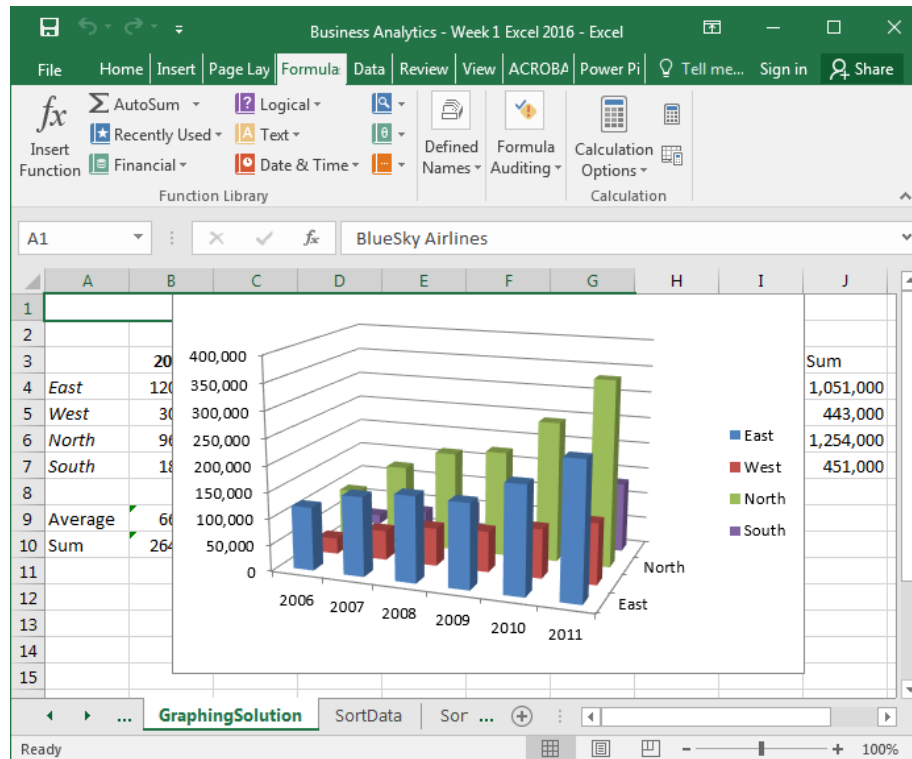 Business Analytics - Week 1 Excel 2016 - Excel
File Home Insert Page Lay Formula Data Review View ACROBA Power Pi Tell me... Sign in Share
fx AutoSum ? Logical
Recently Used A Text θ
Insert Function Financial Date & Time
Defined Names Formula Auditing Calculation Options
Function Library Calculation
A1 fx BlueSky Airlines
A B C D E F G H I J
1
2
3 20 Sum
4 East 120 1,051,000
5 West 30 443,000
6 North 96 1,254,000
7 South 18 451,000
8
9 Average 66
10 Sum 264
11
12
13
14
15
400,000
350,000
300,000
250,000
200,000
150,000
100,000
50,000
0
2006 2007 2008 2009 2010 2011
North
East
East
West
North
South
... GraphingSolution SortData Sor ...
Ready 100%